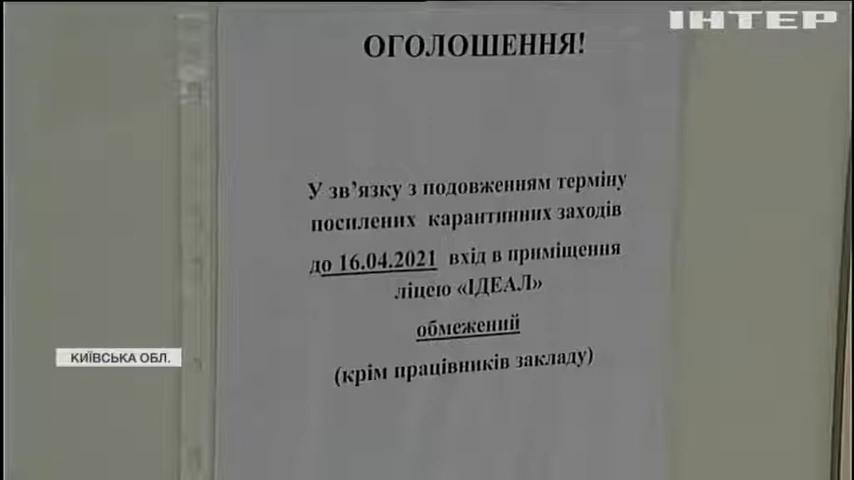 ІНТЕР
ОГОЛОШЕННЯ!
У зв’язку з подовженням терміну
посилених карантинних заходів
до 16.04.2021 вхід в приміщення
ліцею «ІДЕАЛ»
обмежений
(крім працівників закладу)
КИЇВСЬКА ОБЛ.